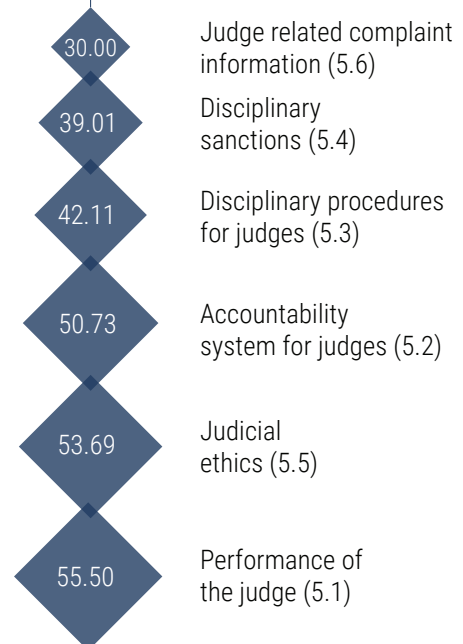 30.00
Judge related complaint
information (5.6)
39.01
Disciplinary
sanctions (5.4)
42.11
Disciplinary procedures
for judges (5.3)
50.73
Accountability
system for judges (5.2)
53.69
Judicial
ethics (5.5)
55.50
Performance of
the judge (5.1)